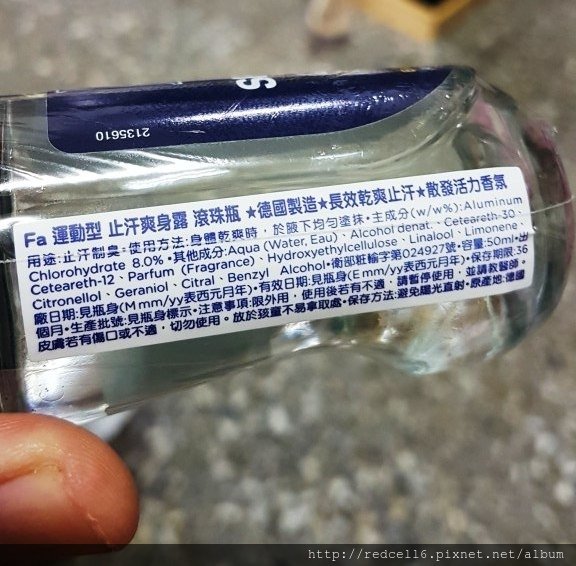 S
2135610
Fa 運動型 止汗爽身露 滾珠瓶 ★德國製造★長效乾爽止汗★散發活力香氛
用途:止汗制臭•使用方法:身體乾爽時，於腋下均勻塗抹•主成分(w/w%):Aluminum
Chlorohydrate 8.0%•其他成分:Aqua (Water, Eau)、Alcohol denat.、Ceteareth-30、
Ceteareth-12、Parfum (Fragrance)、Hydroxyethylcellulose、Linalool、Limonene、
Citronellol、Geraniol、Citral、Benzyl Alcohol•衛部粧輸字第024927號•容量:50ml•出
廠日期:見瓶身(M mm/yy表西元月年)•有效日期:見瓶身(E mm/yy表西元月年)•保存期限:36
個月•生產批號:見瓶身標示•注意事項:限外用，使用後若有不適，請暫停使用，並請教醫師。
皮膚若有傷口或不適，切勿使用。放於孩童不易拿取處•保存方法:避免陽光直射•原產地:德國
http://redcell6.pixnet.net/album